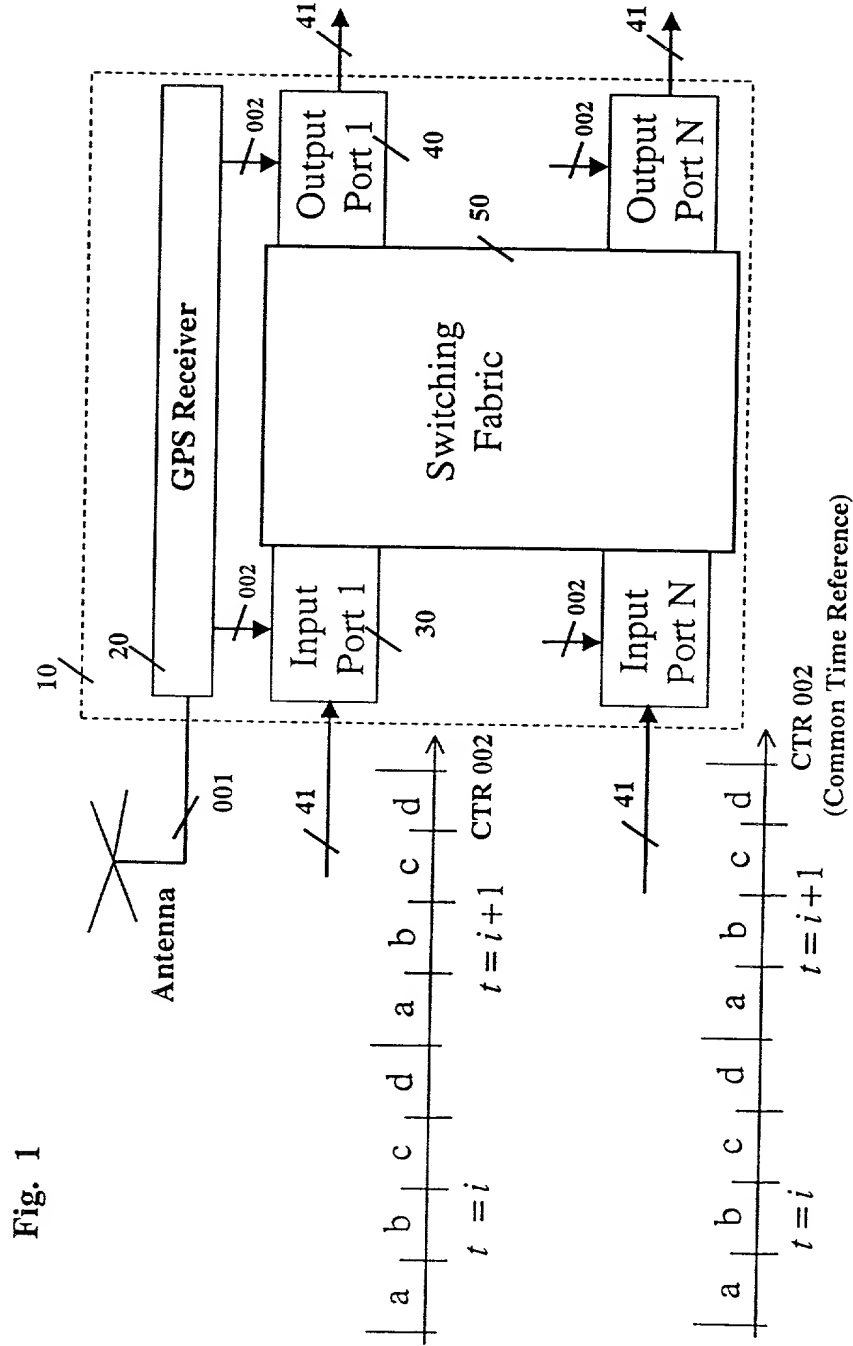 Fig. 1
Antenna
001
10
20
GPS Receiver
002
002
41
Input
Port 1
30
Switching
Fabric
50
Output
Port 1
40
41
a b c d a b c d
t = i
t = i+1
CTR 002
41
002
Input
Port N
002
Output
Port N
41
a b c d a b c d
t = i
t = i+1
CTR 002
(Common Time Reference)